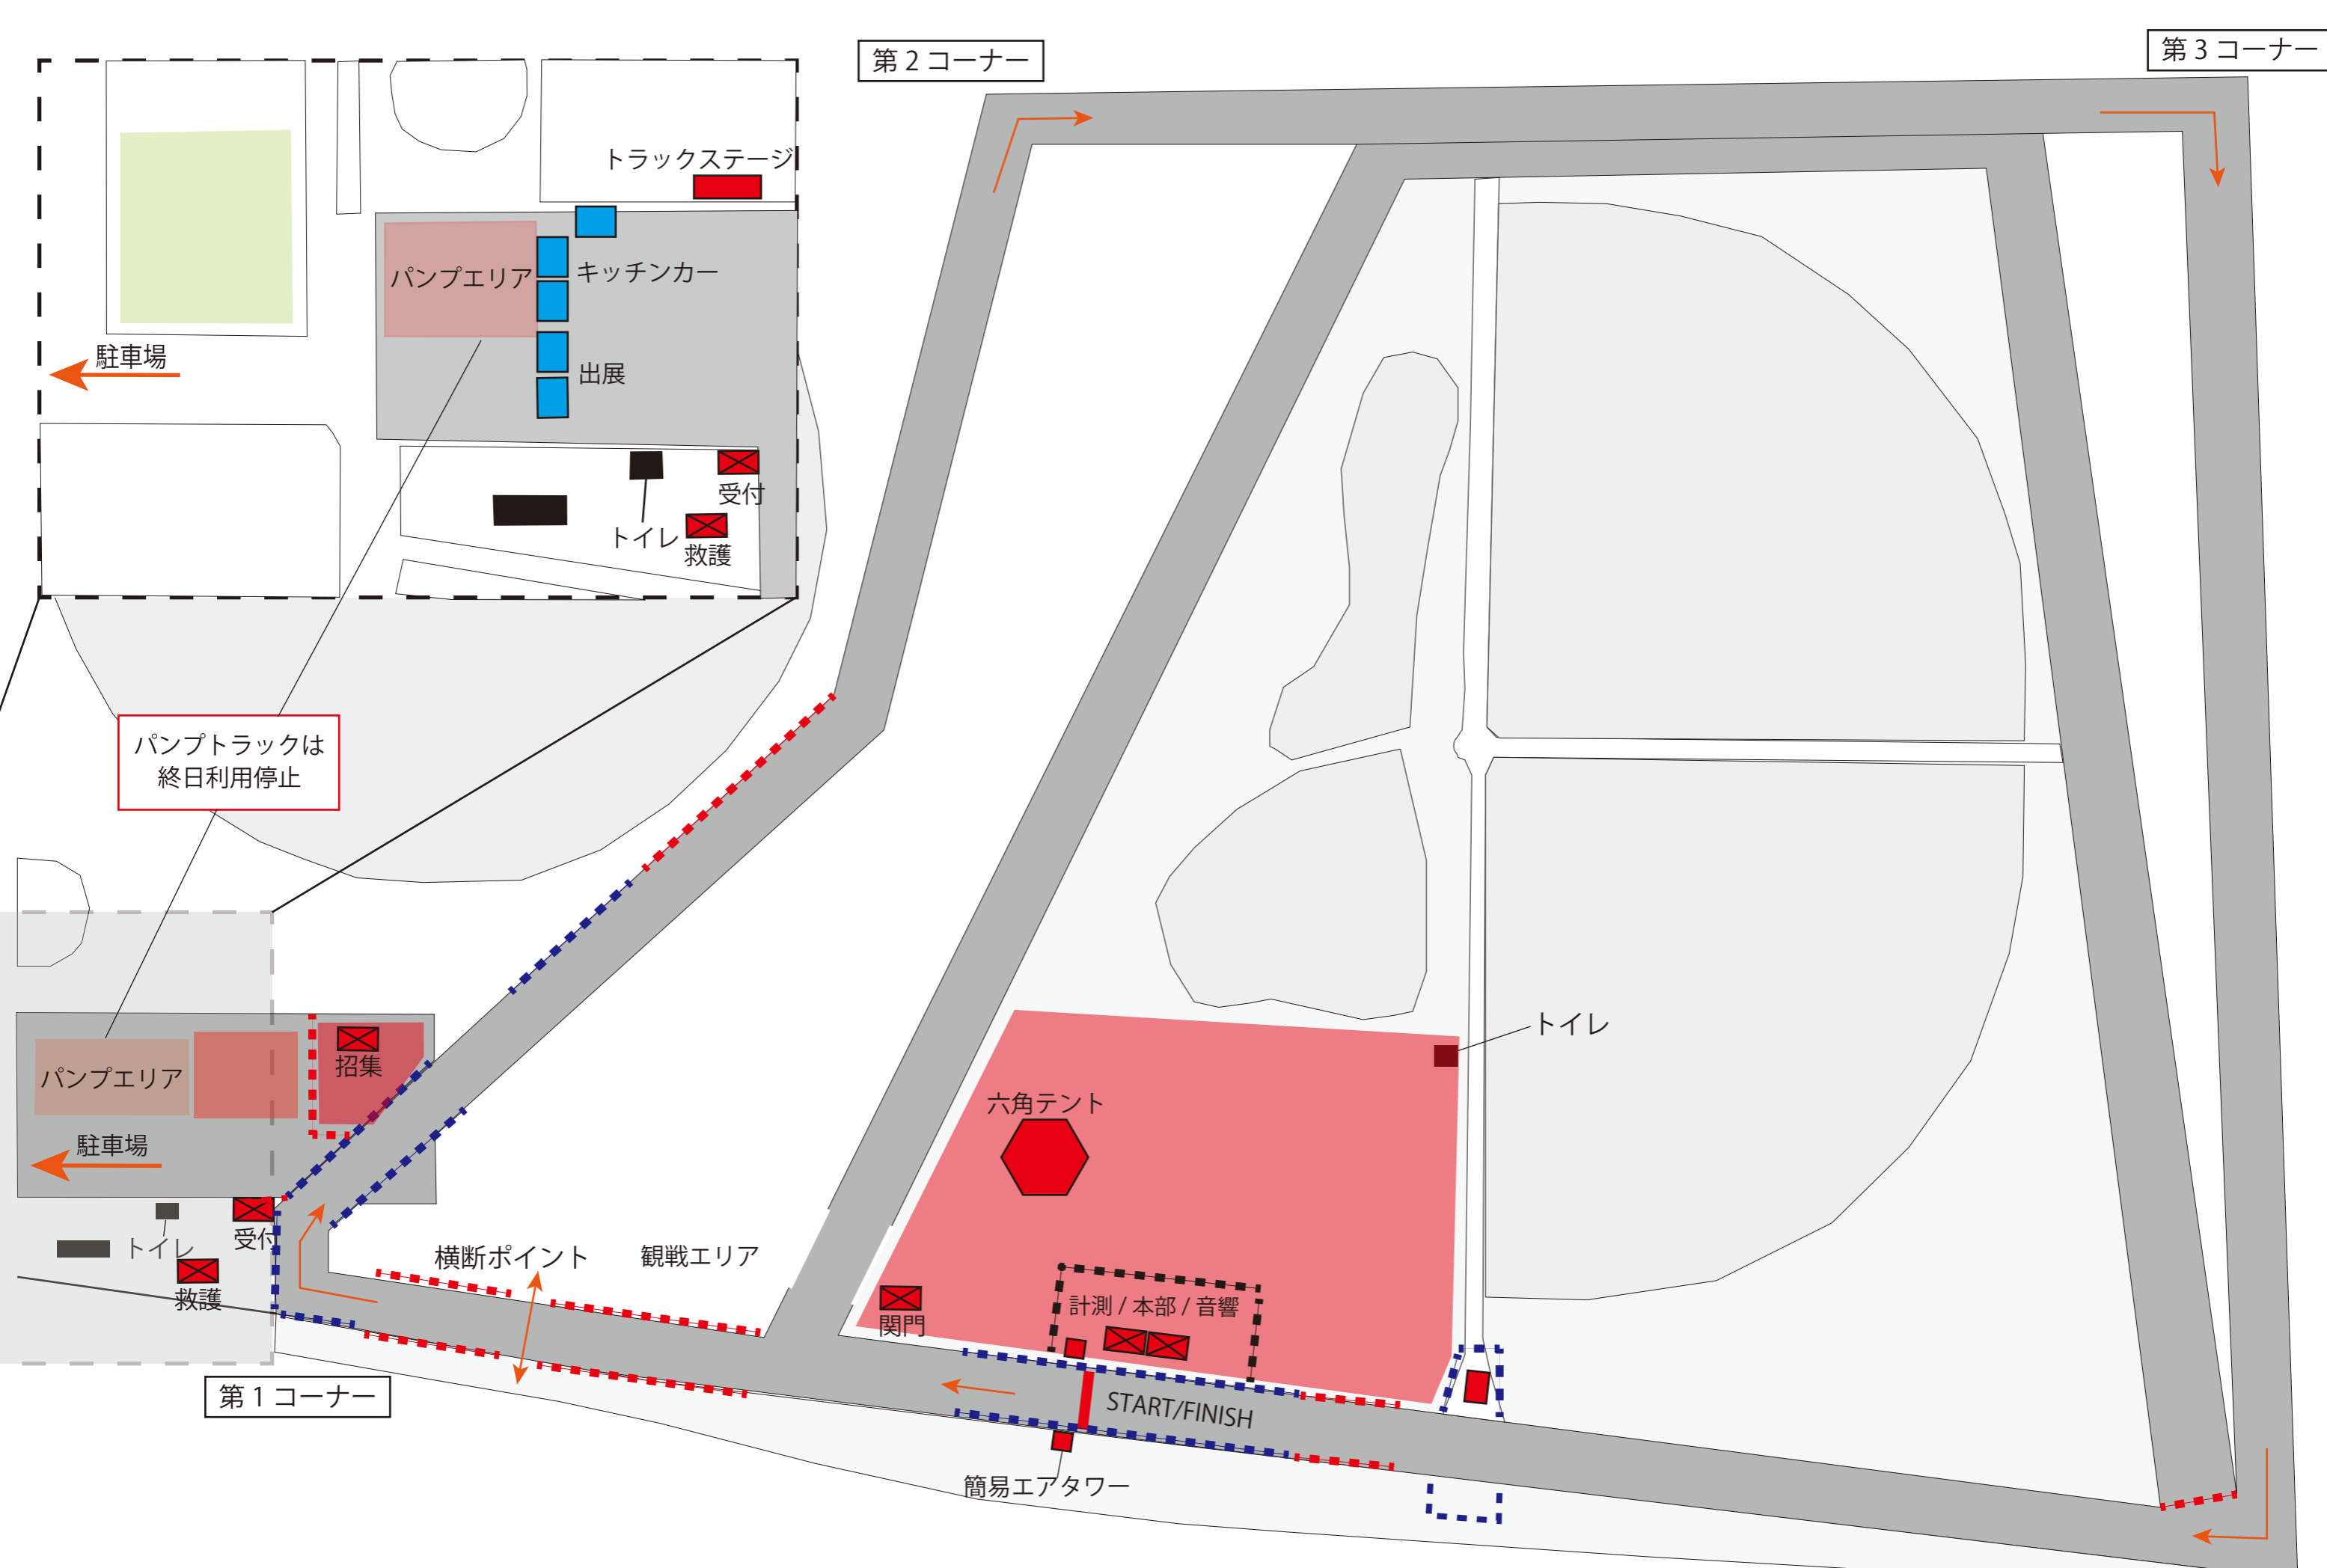 第 2 コーナー
第 3 コーナー
トラックステージ
パンプエリア
キッチンカー
駐車場
出展
受付
トイレ
救護
パンプトラックは
終日利用停止
トイレ
招集
パンプエリア
六角テント
駐車場
受付
トイレ
横断ポイント
観戦エリア
救護
計測 / 本部 / 音響
関門
第 1 コーナー
START/FINISH
簡易エアタワー